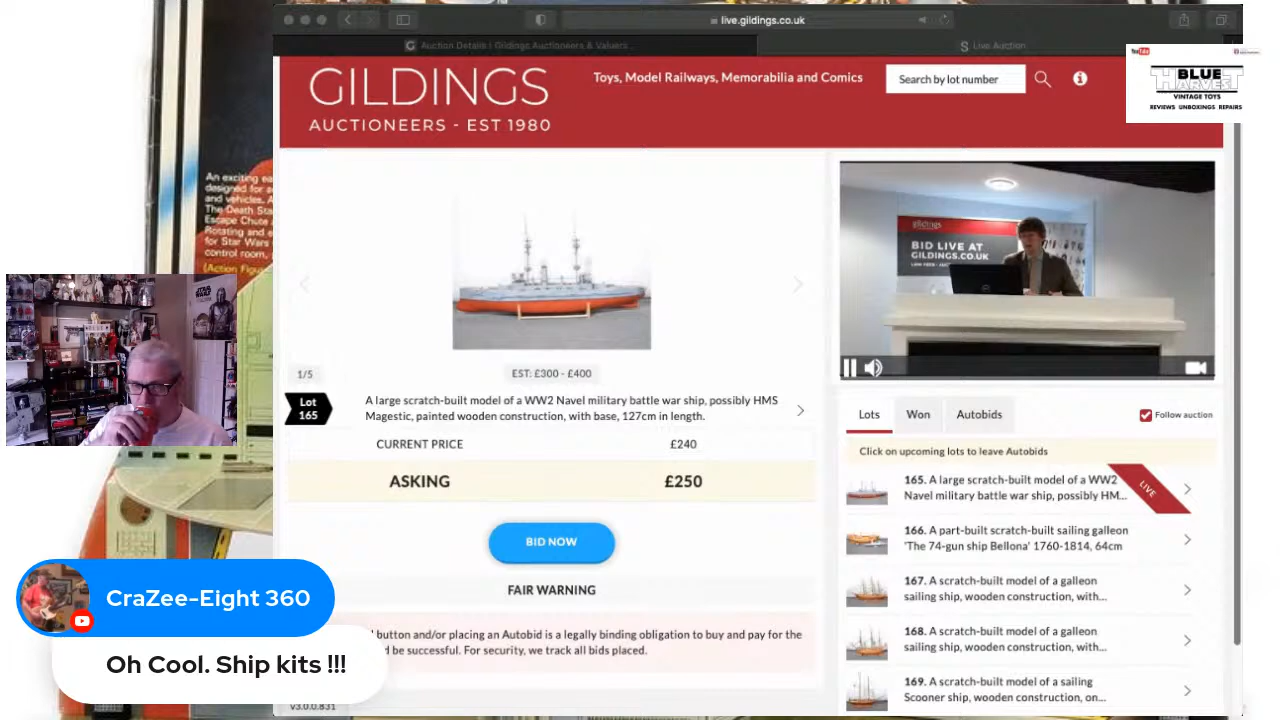 live.gildings.co.uk
Auction Details | Gildings Auctioneers & Valuers...
Live Auction
GILDINGS
AUCTIONEERS - EST 1980
Toys, Model Railways, Memorabilia and Comics
Search by lot number
YouTube
BLUE
HARVEST
VINTAGE TOYS
REVIEWS UNBOXINGS REPAIRS
An exciting
designed for
and vehicles. A
The Death Sta
Escape Chute
Rotating and e
for Star Wars
control room.
(Action Figu
STAR
WARS
gildings
BID LIVE AT
GILDINGS.CO.UK
1/5
EST: £300 - £400
Lot
165
A large scratch-built model of a WW2 Navel military battle war ship, possibly HMS
Magestic, painted wooden construction, with base, 127cm in length.
CURRENT PRICE £240
ASKING £250
BID NOW
FAIR WARNING
button and/or placing an Autobid is a legally binding obligation to buy and pay for the
d be successful. For security, we track all bids placed.
v3.0.0.831
Lots Won Autobids
Follow auction
Click on upcoming lots to leave Autobids
165. A large scratch-built model of a WW2
Navel military battle war ship, possibly HM...
LIVE
166. A part-built scratch-built sailing galleon
'The 74-gun ship Bellona' 1760-1814, 64cm
167. A scratch-built model of a galleon
sailing ship, wooden construction, with...
168. A scratch-built model of a galleon
sailing ship, wooden construction, with...
169. A scratch-built model of a sailing
Scooner ship, wooden construction, on...
CraZee-Eight 360
Oh Cool. Ship kits !!!